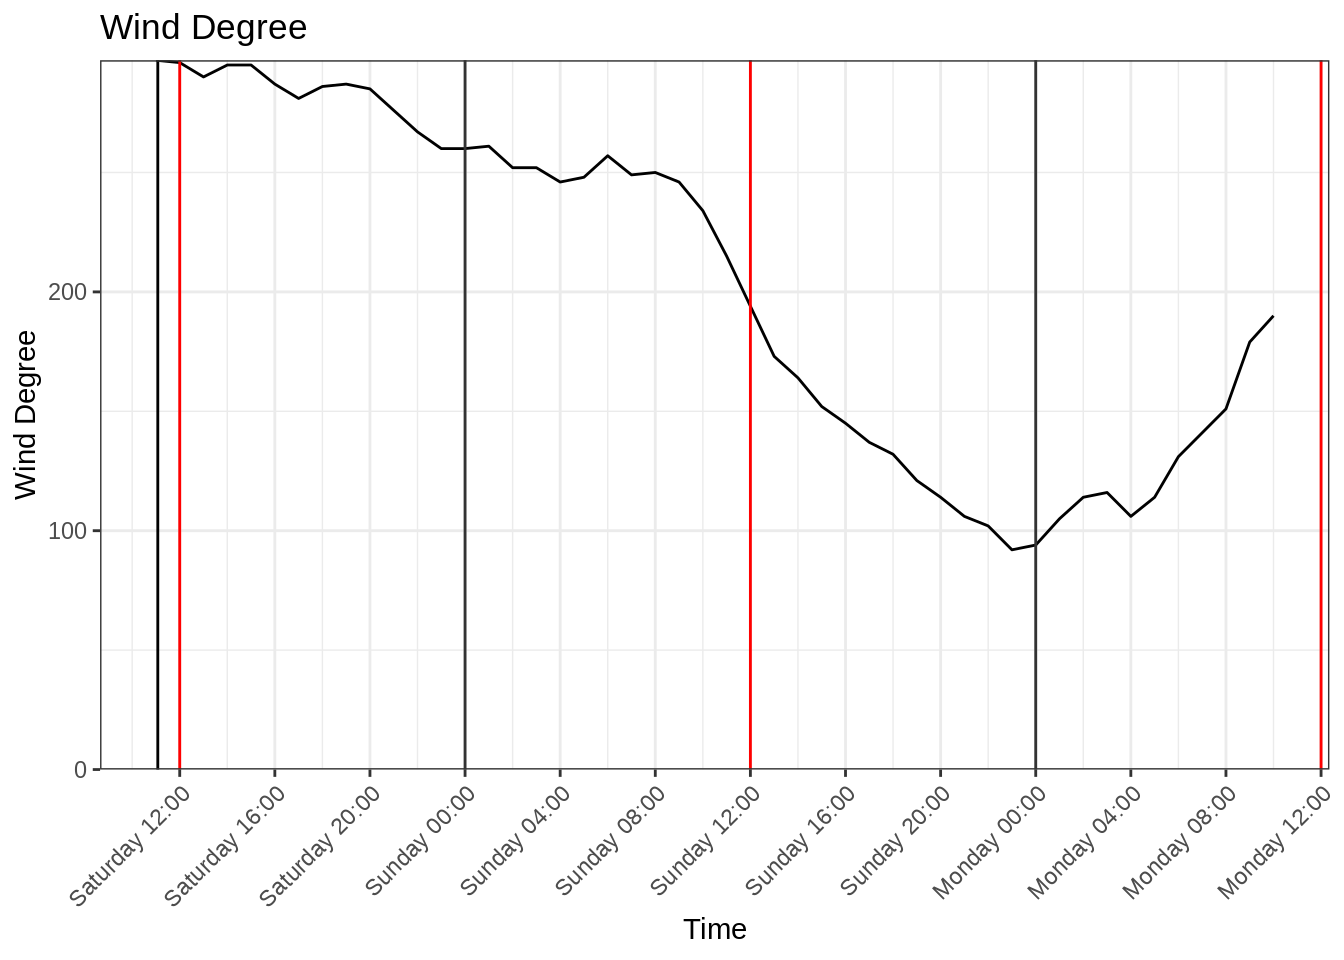 Wind Degree
Wind Degree
200
100
0
Saturday 12:00
Saturday 16:00
Saturday 20:00
Sunday 00:00
Sunday 04:00
Sunday 08:00
Sunday 12:00
Sunday 16:00
Sunday 20:00
Monday 00:00
Monday 04:00
Monday 08:00
Monday 12:00
Time